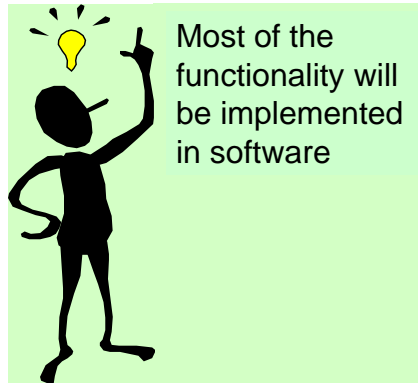 Most of the
functionality will
be implemented
in software